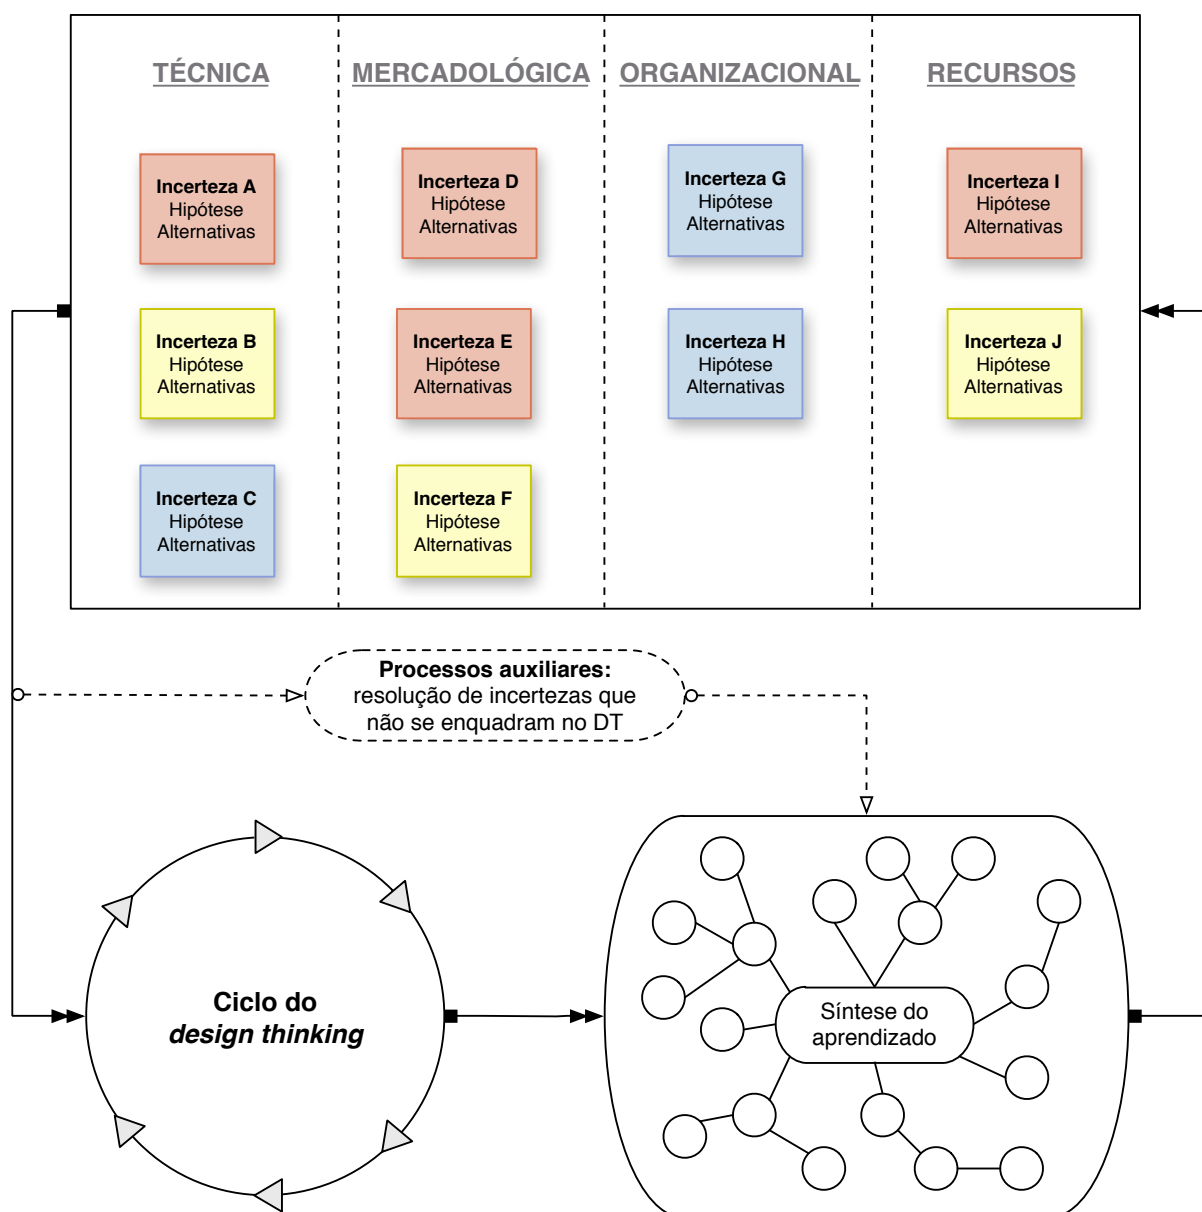 TÉCNICA
MERCADOLÓGICA
ORGANIZACIONAL
RECURSOS
Incerteza A
Hipótese
Alternativas
Incerteza D
Hipótese
Alternativas
Incerteza G
Hipótese
Alternativas
Incerteza I
Hipótese
Alternativas
Incerteza B
Hipótese
Alternativas
Incerteza E
Hipótese
Alternativas
Incerteza H
Hipótese
Alternativas
Incerteza J
Hipótese
Alternativas
Incerteza C
Hipótese
Alternativas
Incerteza F
Hipótese
Alternativas
Processos auxiliares:
resolução de incertezas que
não se enquadram no DT
Ciclo do
design thinking
Síntese do
aprendizado